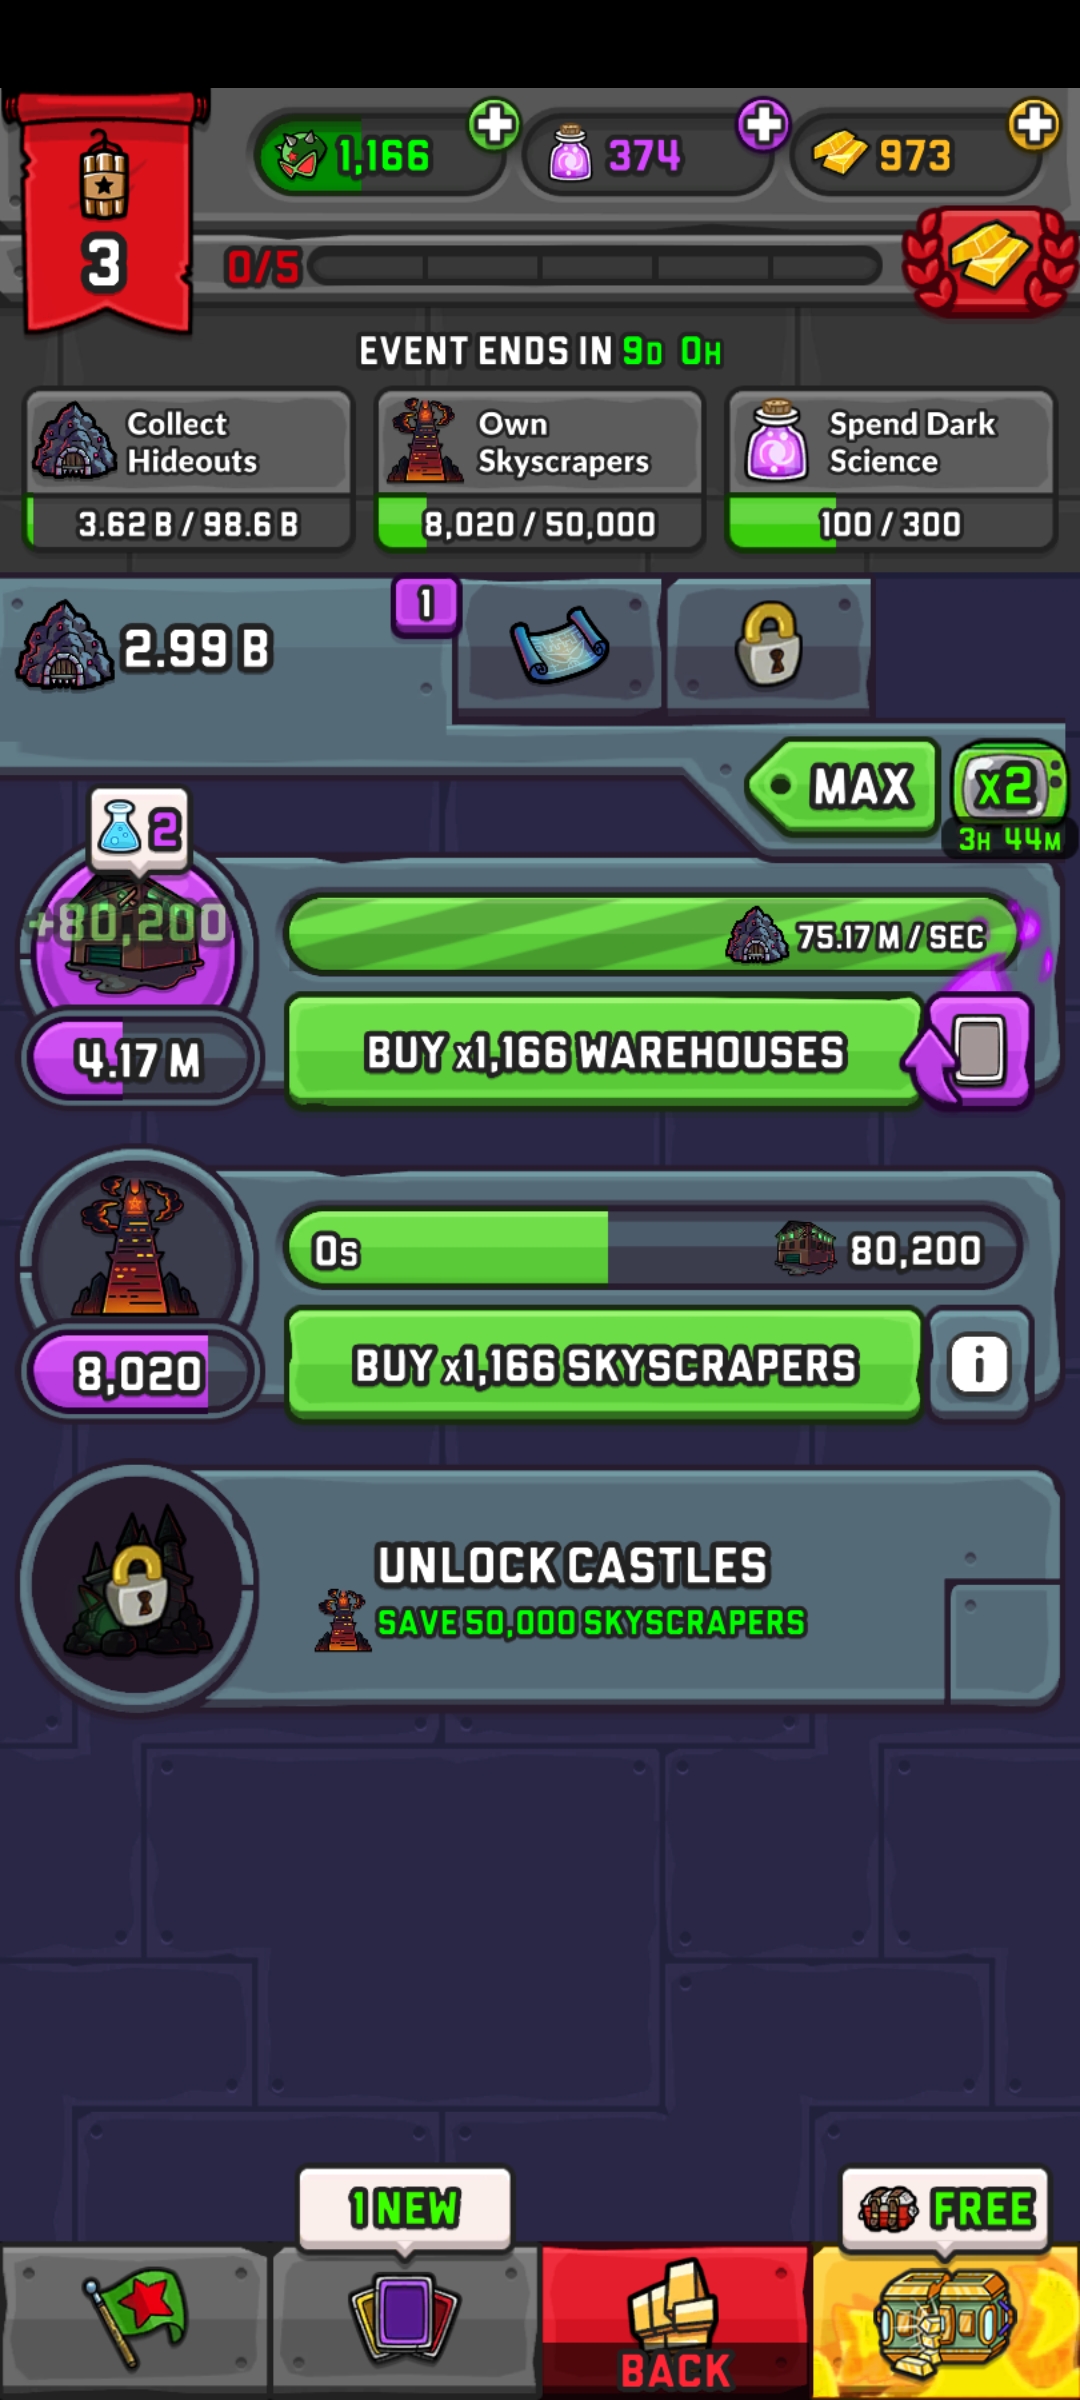 1,166
374
973
3
0/5
EVENT ENDS IN 9D 0H
Collect
Hideouts
3.62 B / 98.6 B
Own
Skyscrapers
8,020 / 50,000
Spend Dark
Science
100 / 300
2.99 B
1
MAX
x2
3H 44M
2
+80,200
75.17 M / SEC
4.17 M
BUY x1,166 WAREHOUSES
0s
80,200
8,020
BUY x1,166 SKYSCRAPERS
i
UNLOCK CASTLES
SAVE 50,000 SKYSCRAPERS
1 NEW
FREE
BACK